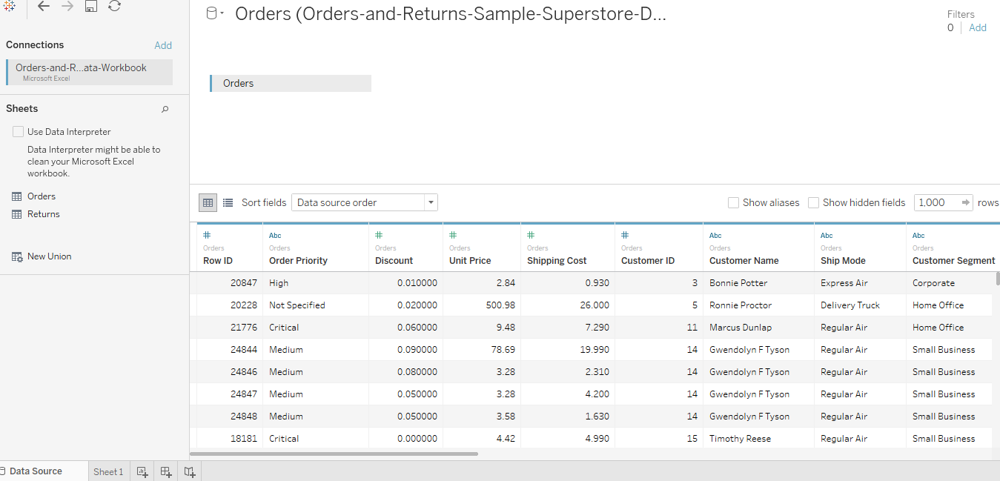 Orders (Orders-and-Returns-Sample-Superstore-D...
Filters
0 Add
Connections Add
Orders-and-R...ata-Workbook
Microsoft Excel
Orders
Sheets
Use Data Interpreter
Data Interpreter might be able to
clean your Microsoft Excel
workbook.
Orders
Returns
New Union
Sort fields Data source order Show aliases Show hidden fields 1,000 rows
# Abc # # # # Abc Abc Abc
Orders Orders Orders Orders Orders Orders Orders Orders Orders
Row ID Order Priority Discount Unit Price Shipping Cost Customer ID Customer Name Ship Mode Customer Segment
20847 High 0.010000 2.84 0.930 3 Bonnie Potter Express Air Corporate
20228 Not Specified 0.020000 500.98 26.000 5 Ronnie Proctor Delivery Truck Home Office
21776 Critical 0.060000 9.48 7.290 11 Marcus Dunlap Regular Air Home Office
24844 Medium 0.090000 78.69 19.990 14 Gwendolyn F Tyson Regular Air Small Business
24846 Medium 0.080000 3.28 2.310 14 Gwendolyn F Tyson Regular Air Small Business
24847 Medium 0.050000 3.28 4.200 14 Gwendolyn F Tyson Regular Air Small Business
24848 Medium 0.050000 3.58 1.630 14 Gwendolyn F Tyson Regular Air Small Business
18181 Critical 0.000000 4.42 4.990 15 Timothy Reese Regular Air Small Business
Data Source Sheet 1